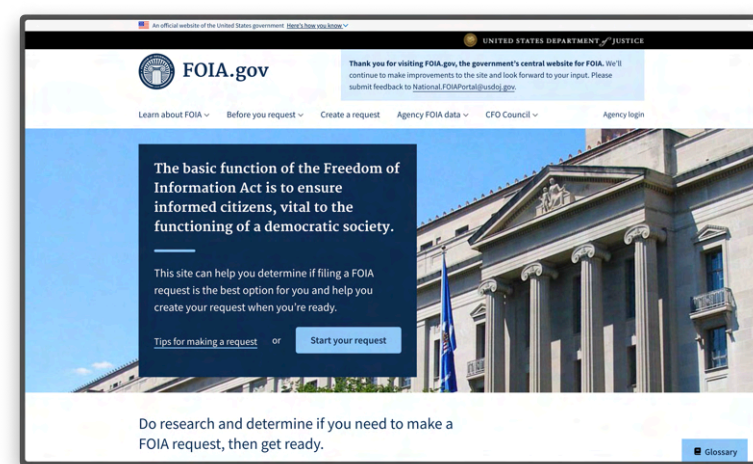 An official website of the United States government Here's how you know
UNITED STATES DEPARTMENT of JUSTICE
FOIA.gov
Thank you for visiting FOIA.gov, the government's central website for FOIA. We'll
continue to make improvements to the site and look forward to your input. Please
submit feedback to National.FOIAPortal@usdoj.gov.
Learn about FOIA Before you request Create a request Agency FOIA data CFO Council Agency login
The basic function of the Freedom of
Information Act is to ensure
informed citizens, vital to the
functioning of a democratic society.
This site can help you determine if filing a FOIA
request is the best option for you and help you
create your request when you're ready.
Tips for making a request or Start your request
Do research and determine if you need to make a
FOIA request, then get ready.
Glossary